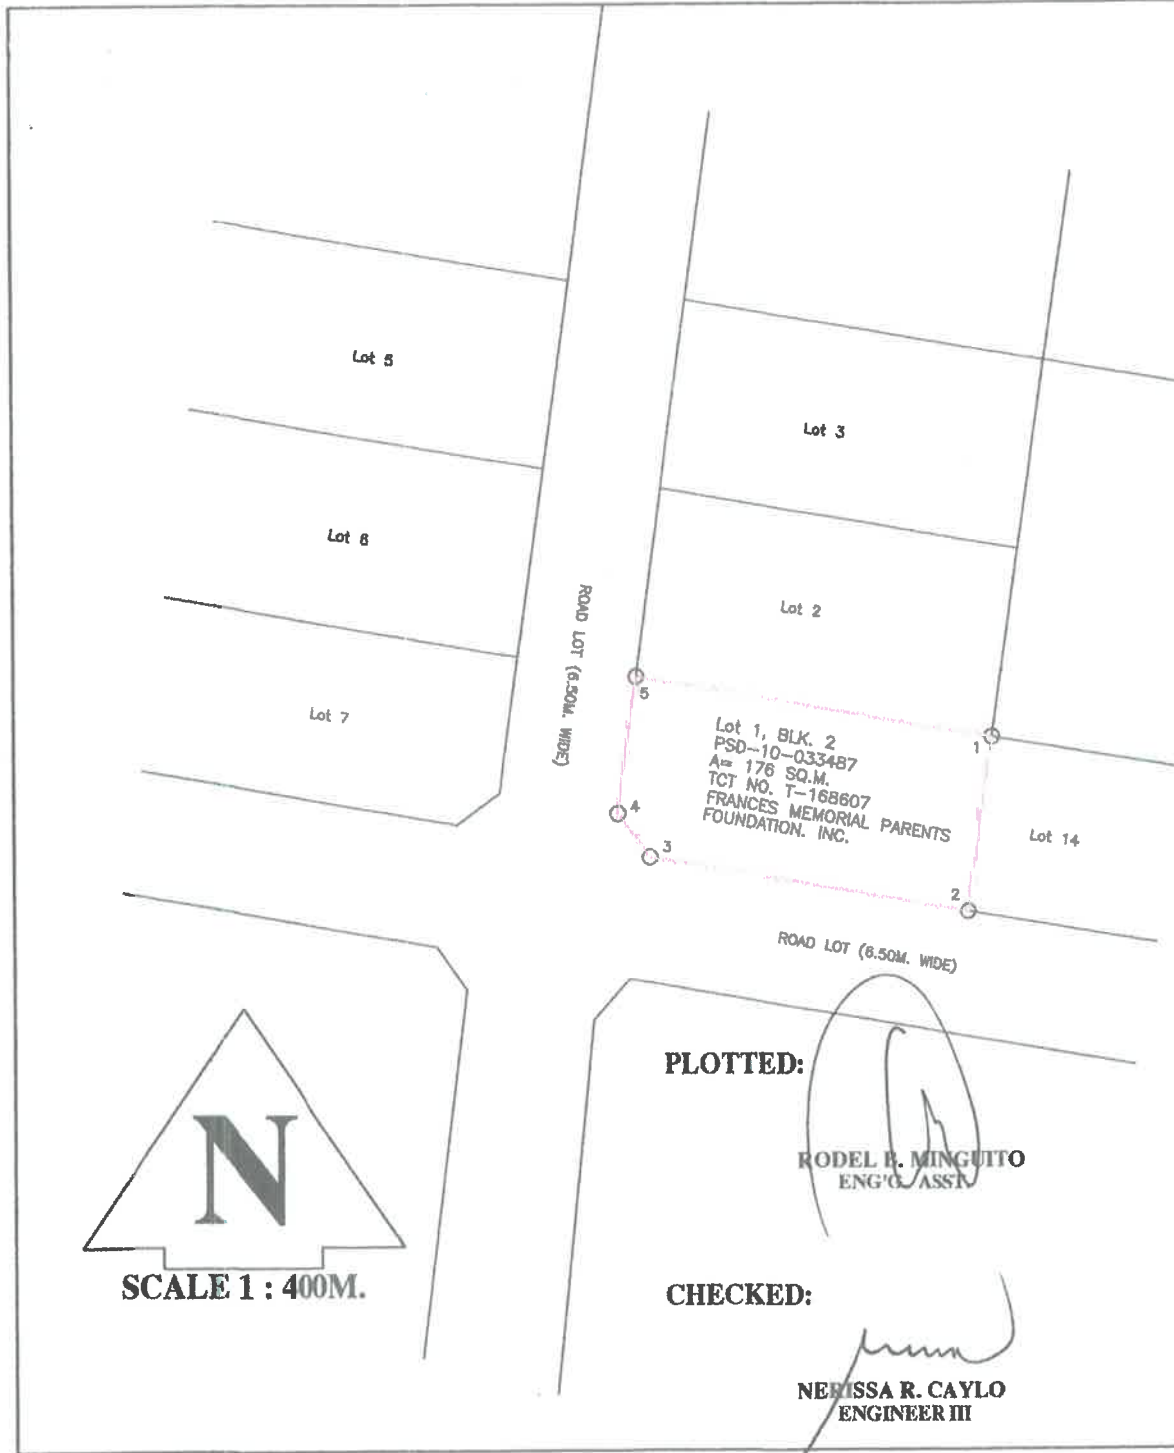 Lot 5
Lot 3
Lot 6
Lot 2
ROAD LOT (6.50M. WIDE)
Lot 7
5
1
Lot 1, BLK. 2
PSD-10-033487
A= 176 SQ.M.
TCT NO. T-168607
FRANCES MEMORIAL PARENTS
FOUNDATION. INC.
4
3
Lot 14
2
ROAD LOT (6.50M. WIDE)
N
SCALE 1 : 400M.
PLOTTED:
RODEL B. MINGUITO
ENG'G. ASST.
CHECKED:
NERISSA R. CAYLO
ENGINEER III